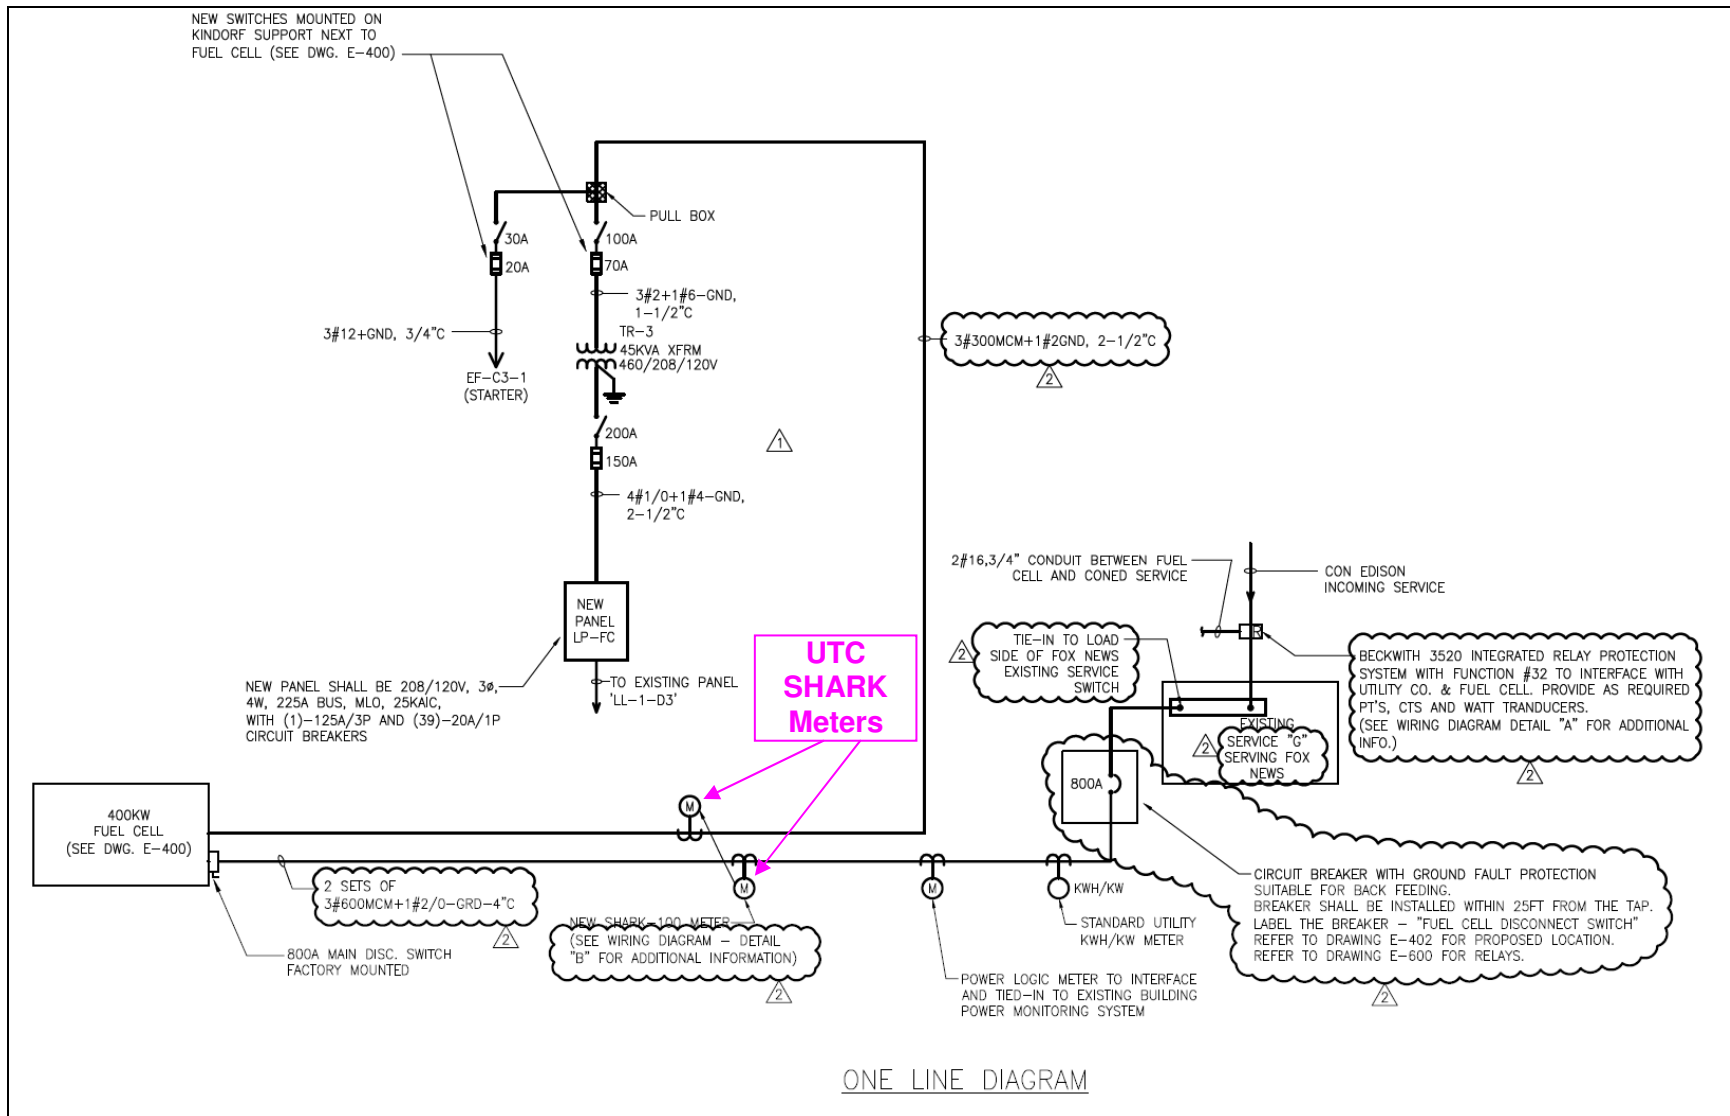 NEW SWITCHES MOUNTED ON
KINDORF SUPPORT NEXT TO
FUEL CELL (SEE DWG. E-400)
PULL BOX
30A
100A
20A
70A
3#2+1#6-GND,
1-1/2"C
3#12+GND, 3/4"C
TR-3
45KVA XFRM
460/208/120V
EF-C3-1
(STARTER)
3#300MCM+1#2GND, 2-1/2"C
2
200A
1
150A
4#1/0+1#4-GND,
2-1/2"C
NEW
PANEL
LP-FC
NEW PANEL SHALL BE 208/120V, 3ø,
4W, 225A BUS, MLO, 25KAIC,
WITH (1)-125A/3P AND (39)-20A/1P
CIRCUIT BREAKERS
TO EXISTING PANEL
'LL-1-D3'
UTC
SHARK
Meters
2#16,3/4" CONDUIT BETWEEN FUEL
CELL AND CONED SERVICE
CON EDISON
INCOMING SERVICE
R
TIE-IN TO LOAD
SIDE OF FOX NEWS
EXISTING SERVICE
SWITCH
2
BECKWITH 3520 INTEGRATED RELAY PROTECTION
SYSTEM WITH FUNCTION #32 TO INTERFACE WITH
UTILITY CO. & FUEL CELL. PROVIDE AS REQUIRED
PT'S, CTS AND WATT TRANDUCERS.
(SEE WIRING DIAGRAM DETAIL "A" FOR ADDITIONAL
INFO.)
2
EXISTING
SERVICE "G"
SERVING FOX
NEWS
2
800A
400KW
FUEL CELL
(SEE DWG. E-400)
M
M
M
KWH/KW
2 SETS OF
3#600MCM+1#2/0-GRD-4"C
2
800A MAIN DISC. SWITCH
FACTORY MOUNTED
NEW SHARK-100 METER
(SEE WIRING DIAGRAM - DETAIL
"B" FOR ADDITIONAL INFORMATION)
2
STANDARD UTILITY
KWH/KW METER
POWER LOGIC METER TO INTERFACE
AND TIED-IN TO EXISTING BUILDING
POWER MONITORING SYSTEM
CIRCUIT BREAKER WITH GROUND FAULT PROTECTION
SUITABLE FOR BACK FEEDING.
BREAKER SHALL BE INSTALLED WITHIN 25FT FROM THE TAP.
LABEL THE BREAKER - "FUEL CELL DISCONNECT SWITCH"
REFER TO DRAWING E-402 FOR PROPOSED LOCATION.
REFER TO DRAWING E-600 FOR RELAYS.
2
ONE LINE DIAGRAM